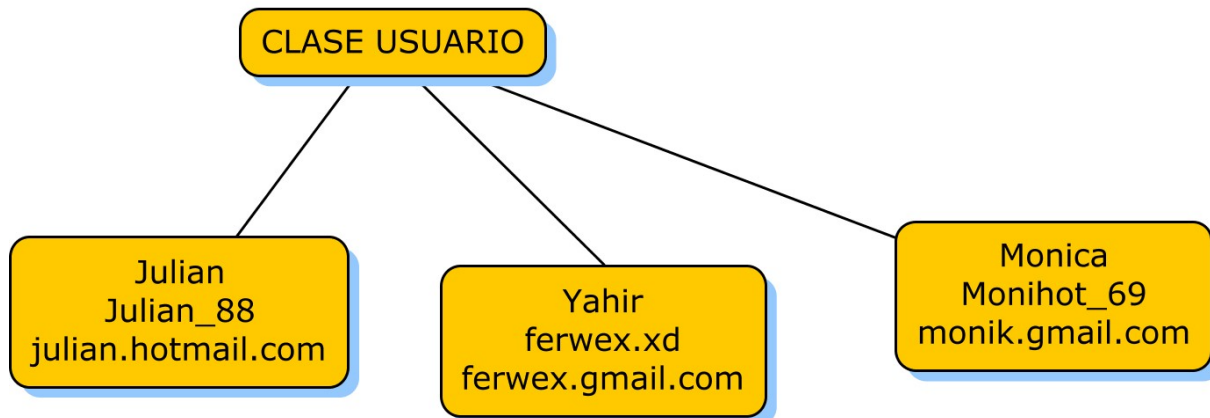 CLASE USUARIO
Julian
Julian_88
julian.hotmail.com
Yahir
ferwex.xd
ferwex.gmail.com
Monica
Monihot_69
monik.gmail.com